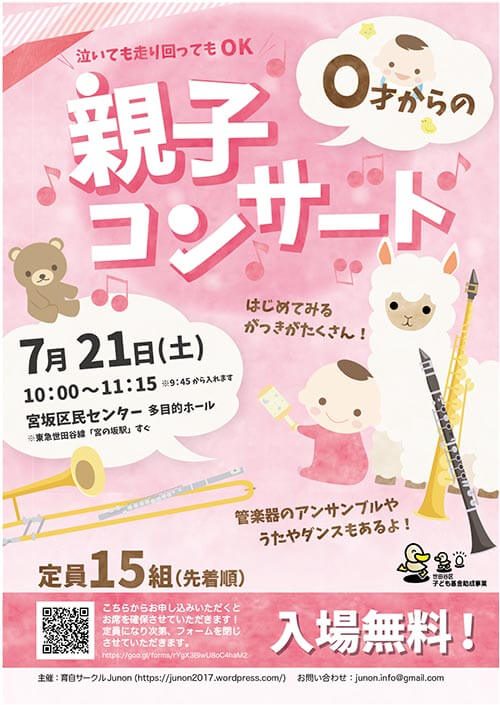 泣いても走り回ってもOK
0才からの
親子
コンサート
はじめてみる
がっきがたくさん！
7月21日(土)
10:00〜11:15 ※9:45から入れます
宮坂区民センター 多目的ホール
※東急世田谷線「宮の坂駅」すぐ
管楽器のアンサンブルや
うたやダンスもあるよ！
世田谷区
子ども基金助成事業
定員15組(先着順)
こちらからお申し込みいただくと
お席を確保させていただきます！
定員になり次第、フォームを閉じ
させていただきます。
https://goo.gl/forms/rYgX3BlwU8oC4haM2
入場無料！
主催：育自サークルJunon (https://junon2017.wordpress.com/) お問い合わせ：junon.info@gmail.com